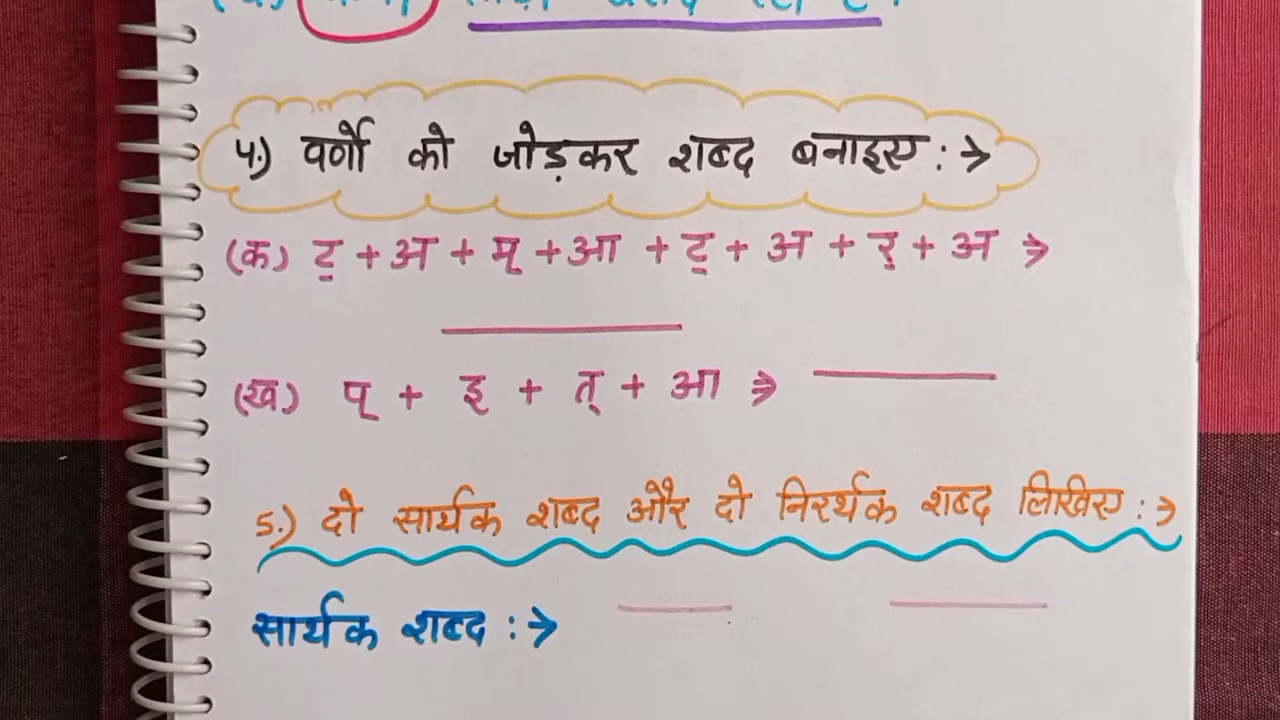 4.) वर्णो को जोड़कर शब्द बनाइए :→
(क) ट् + अ + म् + आ + ट् + अ + र् + अ ⇒
(ख) प् + इ + त् + आ ⇒
5.) दो सार्थक शब्द और दो निरर्थक शब्द लिखिए :→
सार्थक शब्द :→